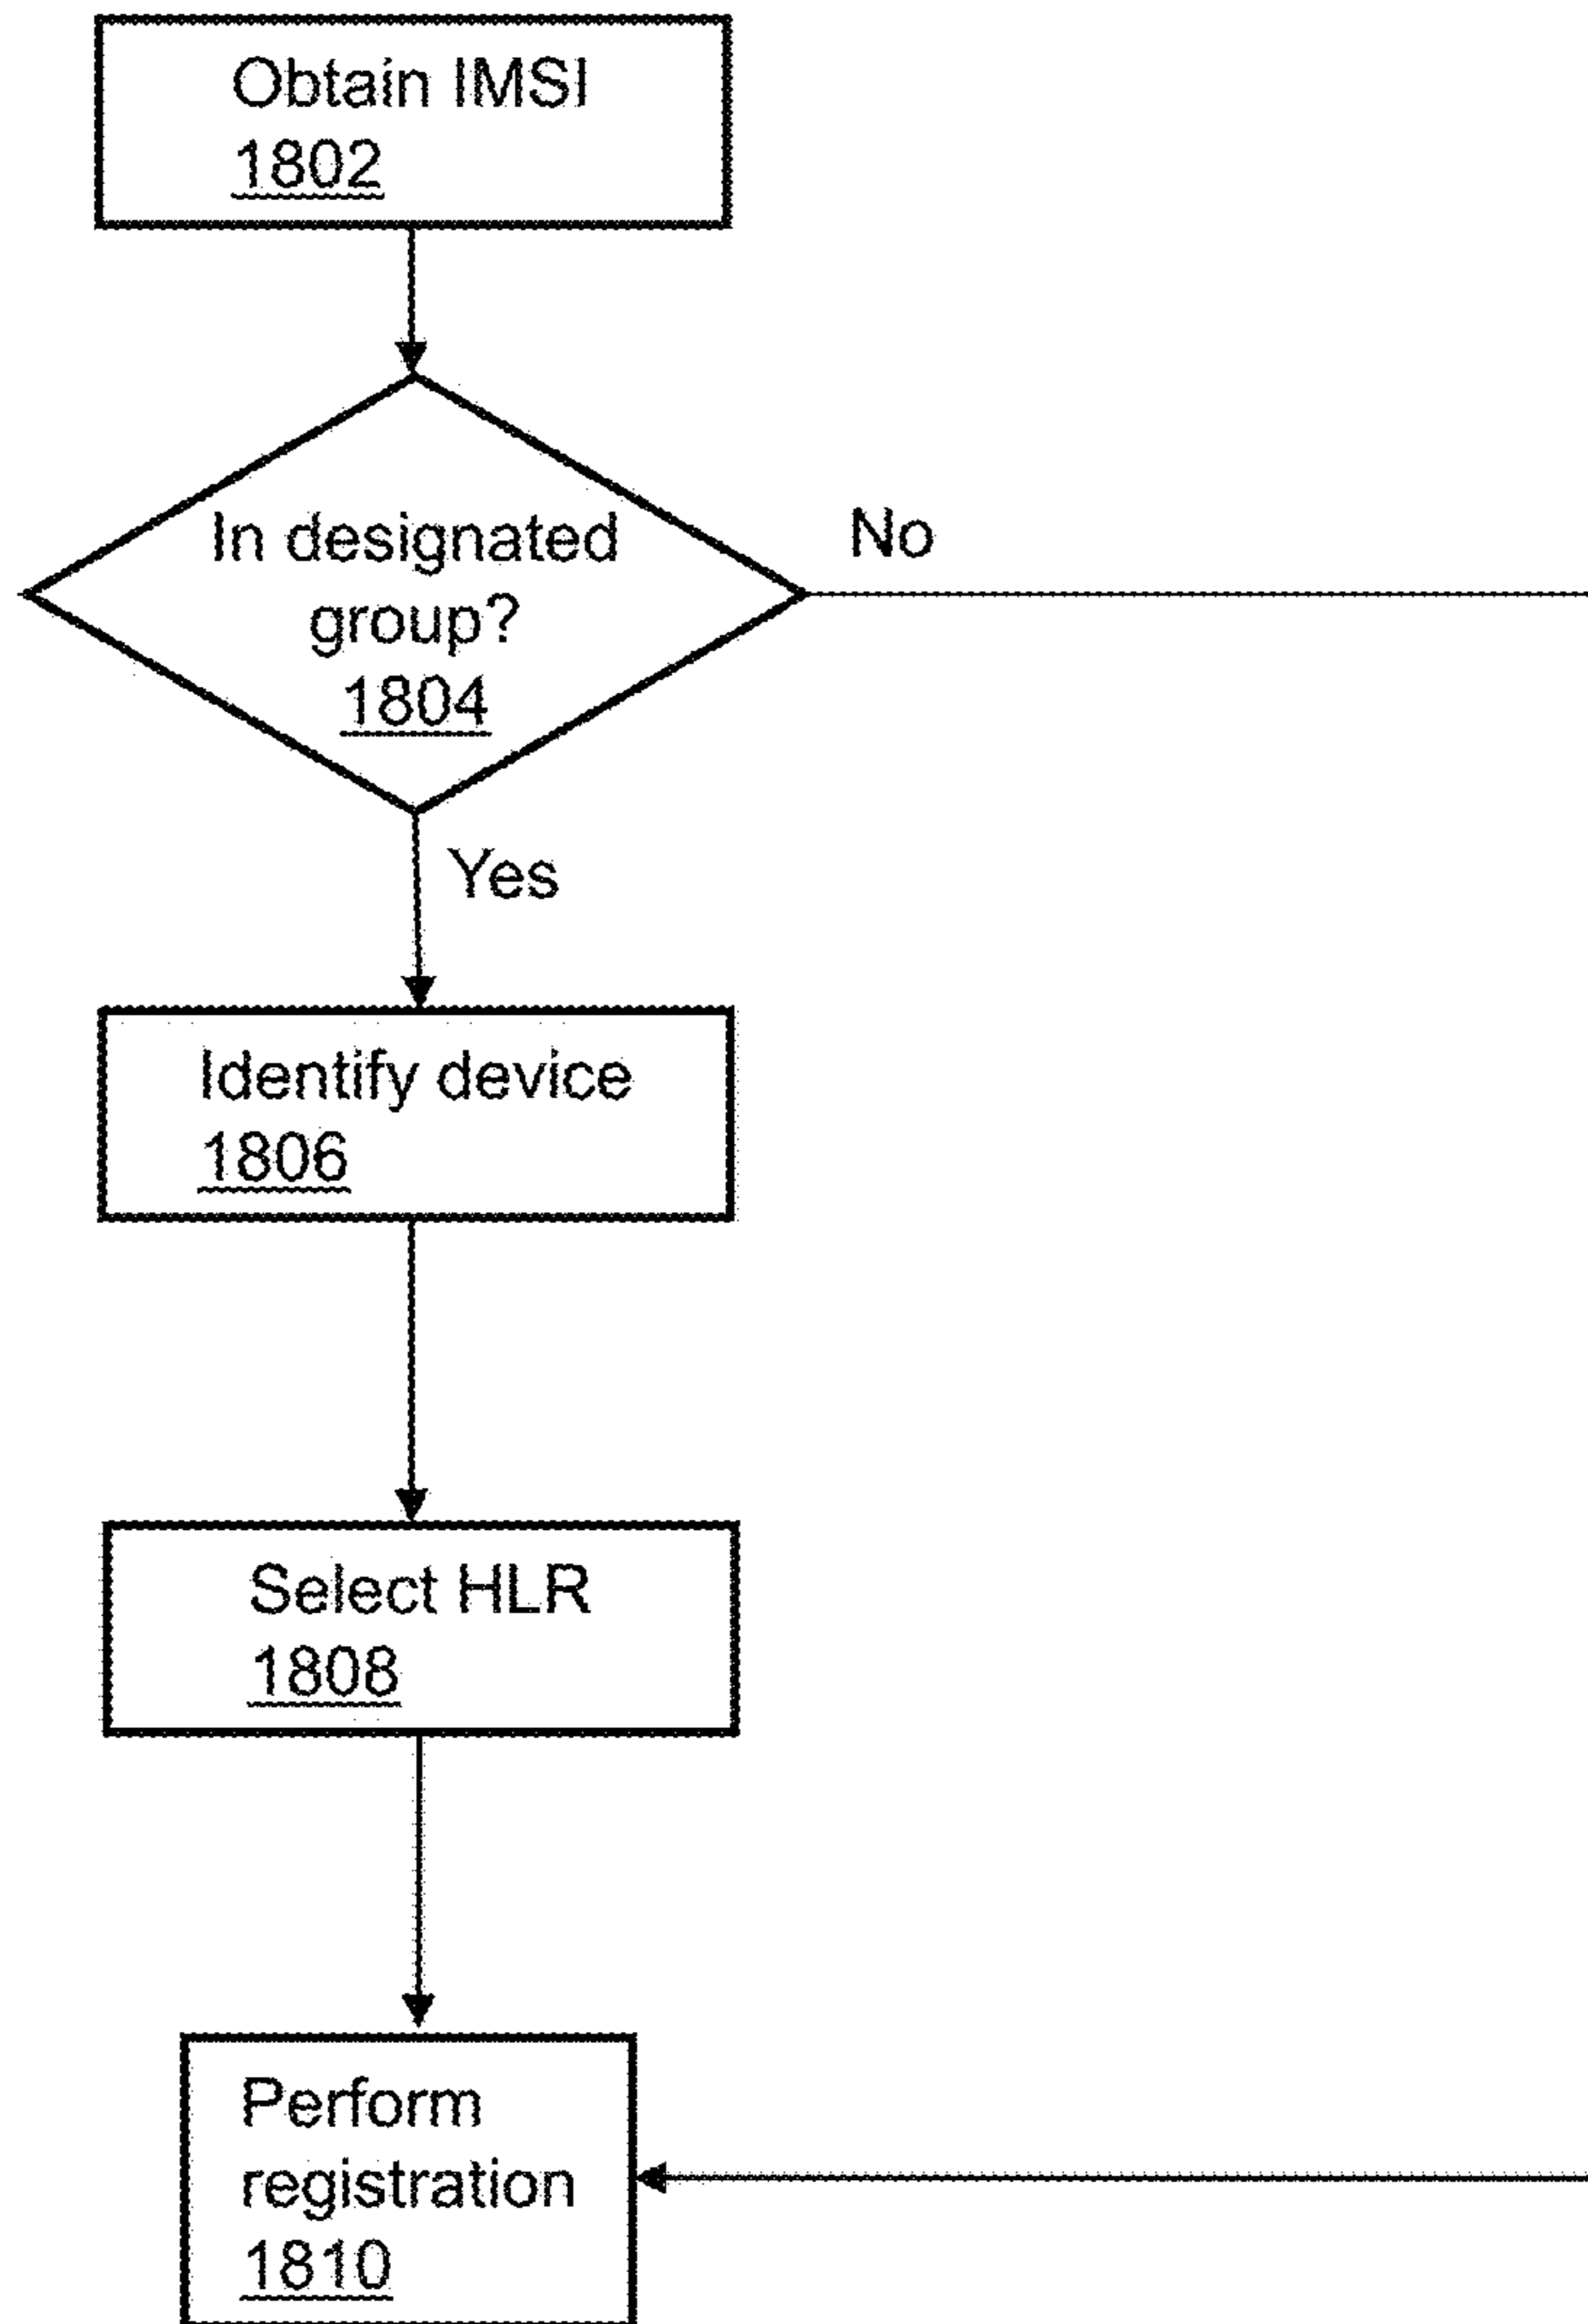 Obtain IMSI
1802
In designated
group?
1804
No
Yes
Identify device
1806
Select HLR
1808
Perform
registration
1810